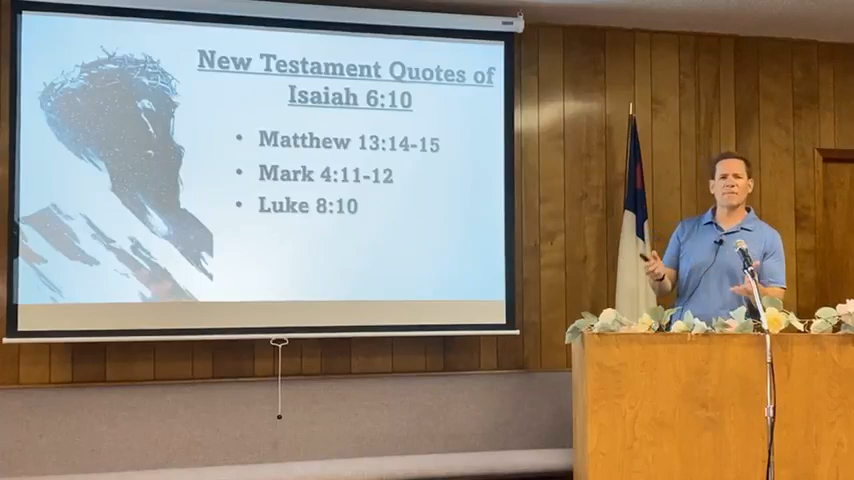 New Testament Quotes of
Isaiah 6:10
• Matthew 13:14-15
• Mark 4:11-12
• Luke 8:10